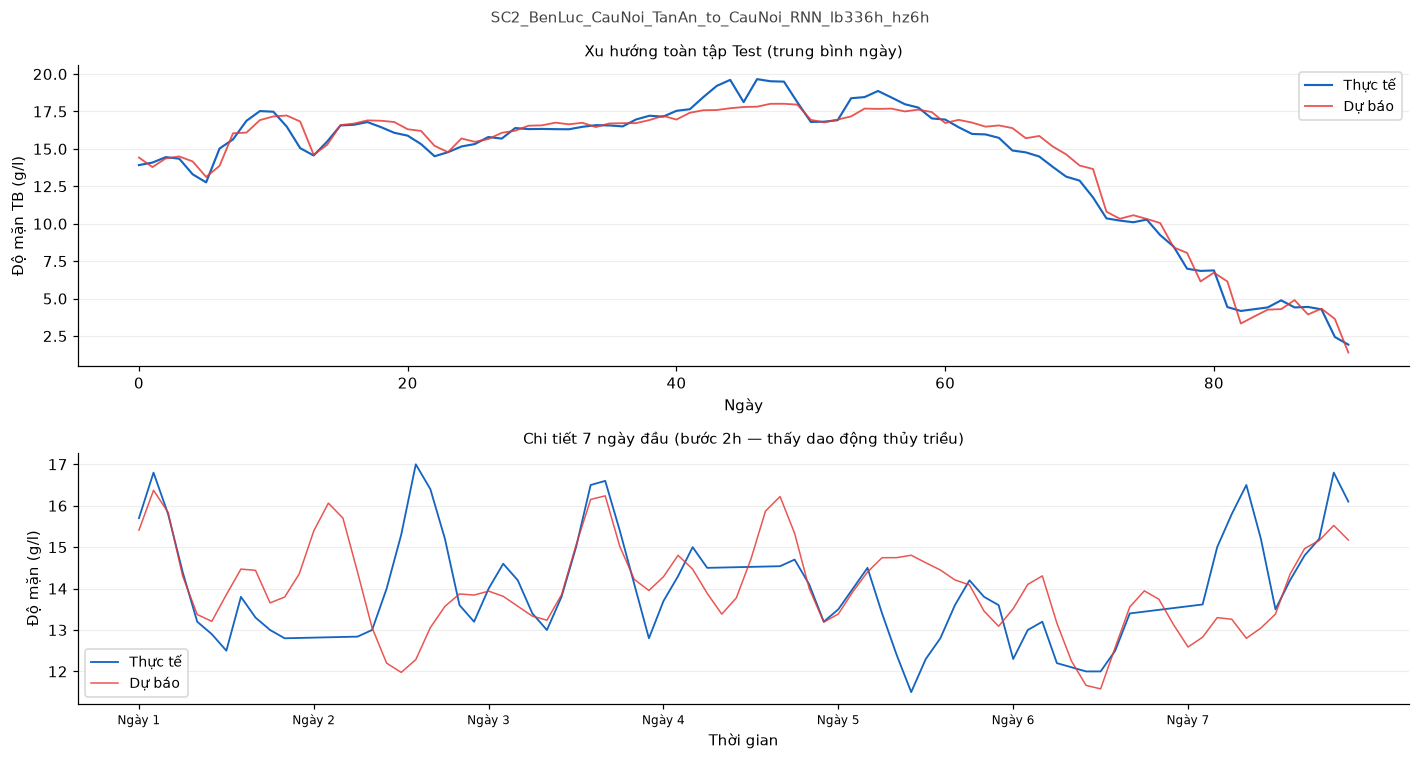 SC2_BenLuc_CauNoi_TanAn_to_CauNoi_RNN_lb336h_hz6h
Xu hướng toàn tập Test (trung bình ngày)
Độ mặn TB (g/l)
20.0
17.5
15.0
12.5
10.0
7.5
5.0
2.5
Thực tế
Dự báo
0 20 40 60 80
Ngày
Chi tiết 7 ngày đầu (bước 2h — thấy dao động thủy triều)
Độ mặn (g/l)
17
16
15
14
13
12
Thực tế
Dự báo
Ngày 1 Ngày 2 Ngày 3 Ngày 4 Ngày 5 Ngày 6 Ngày 7
Thời gian